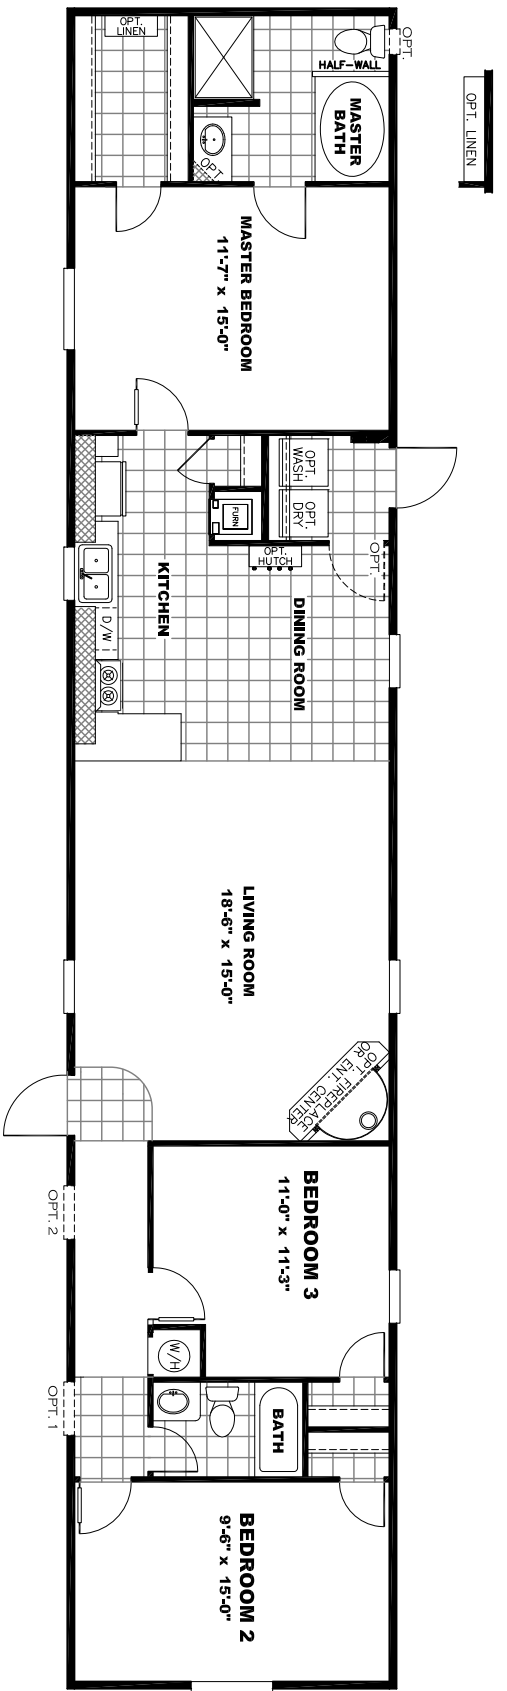 OPT.
LINEN
OPT.
HALF-WALL
MASTER
BATH
OPT.
OPT. LINEN
MASTER BEDROOM
11'-7" x 15'-0"
OPT.
WASH
OPT.
DRY
FURN
OPT.
HUTCH
OPT.
KITCHEN
D/W
DINING ROOM
LIVING ROOM
18'-6" x 15'-0"
OPT. FIREPLACE
OR ENT. CENTER
BEDROOM 3
11'-0" x 11'-3"
OPT. 2
W/H
OPT. 1
BATH
BEDROOM 2
9'-6" x 15'-0"